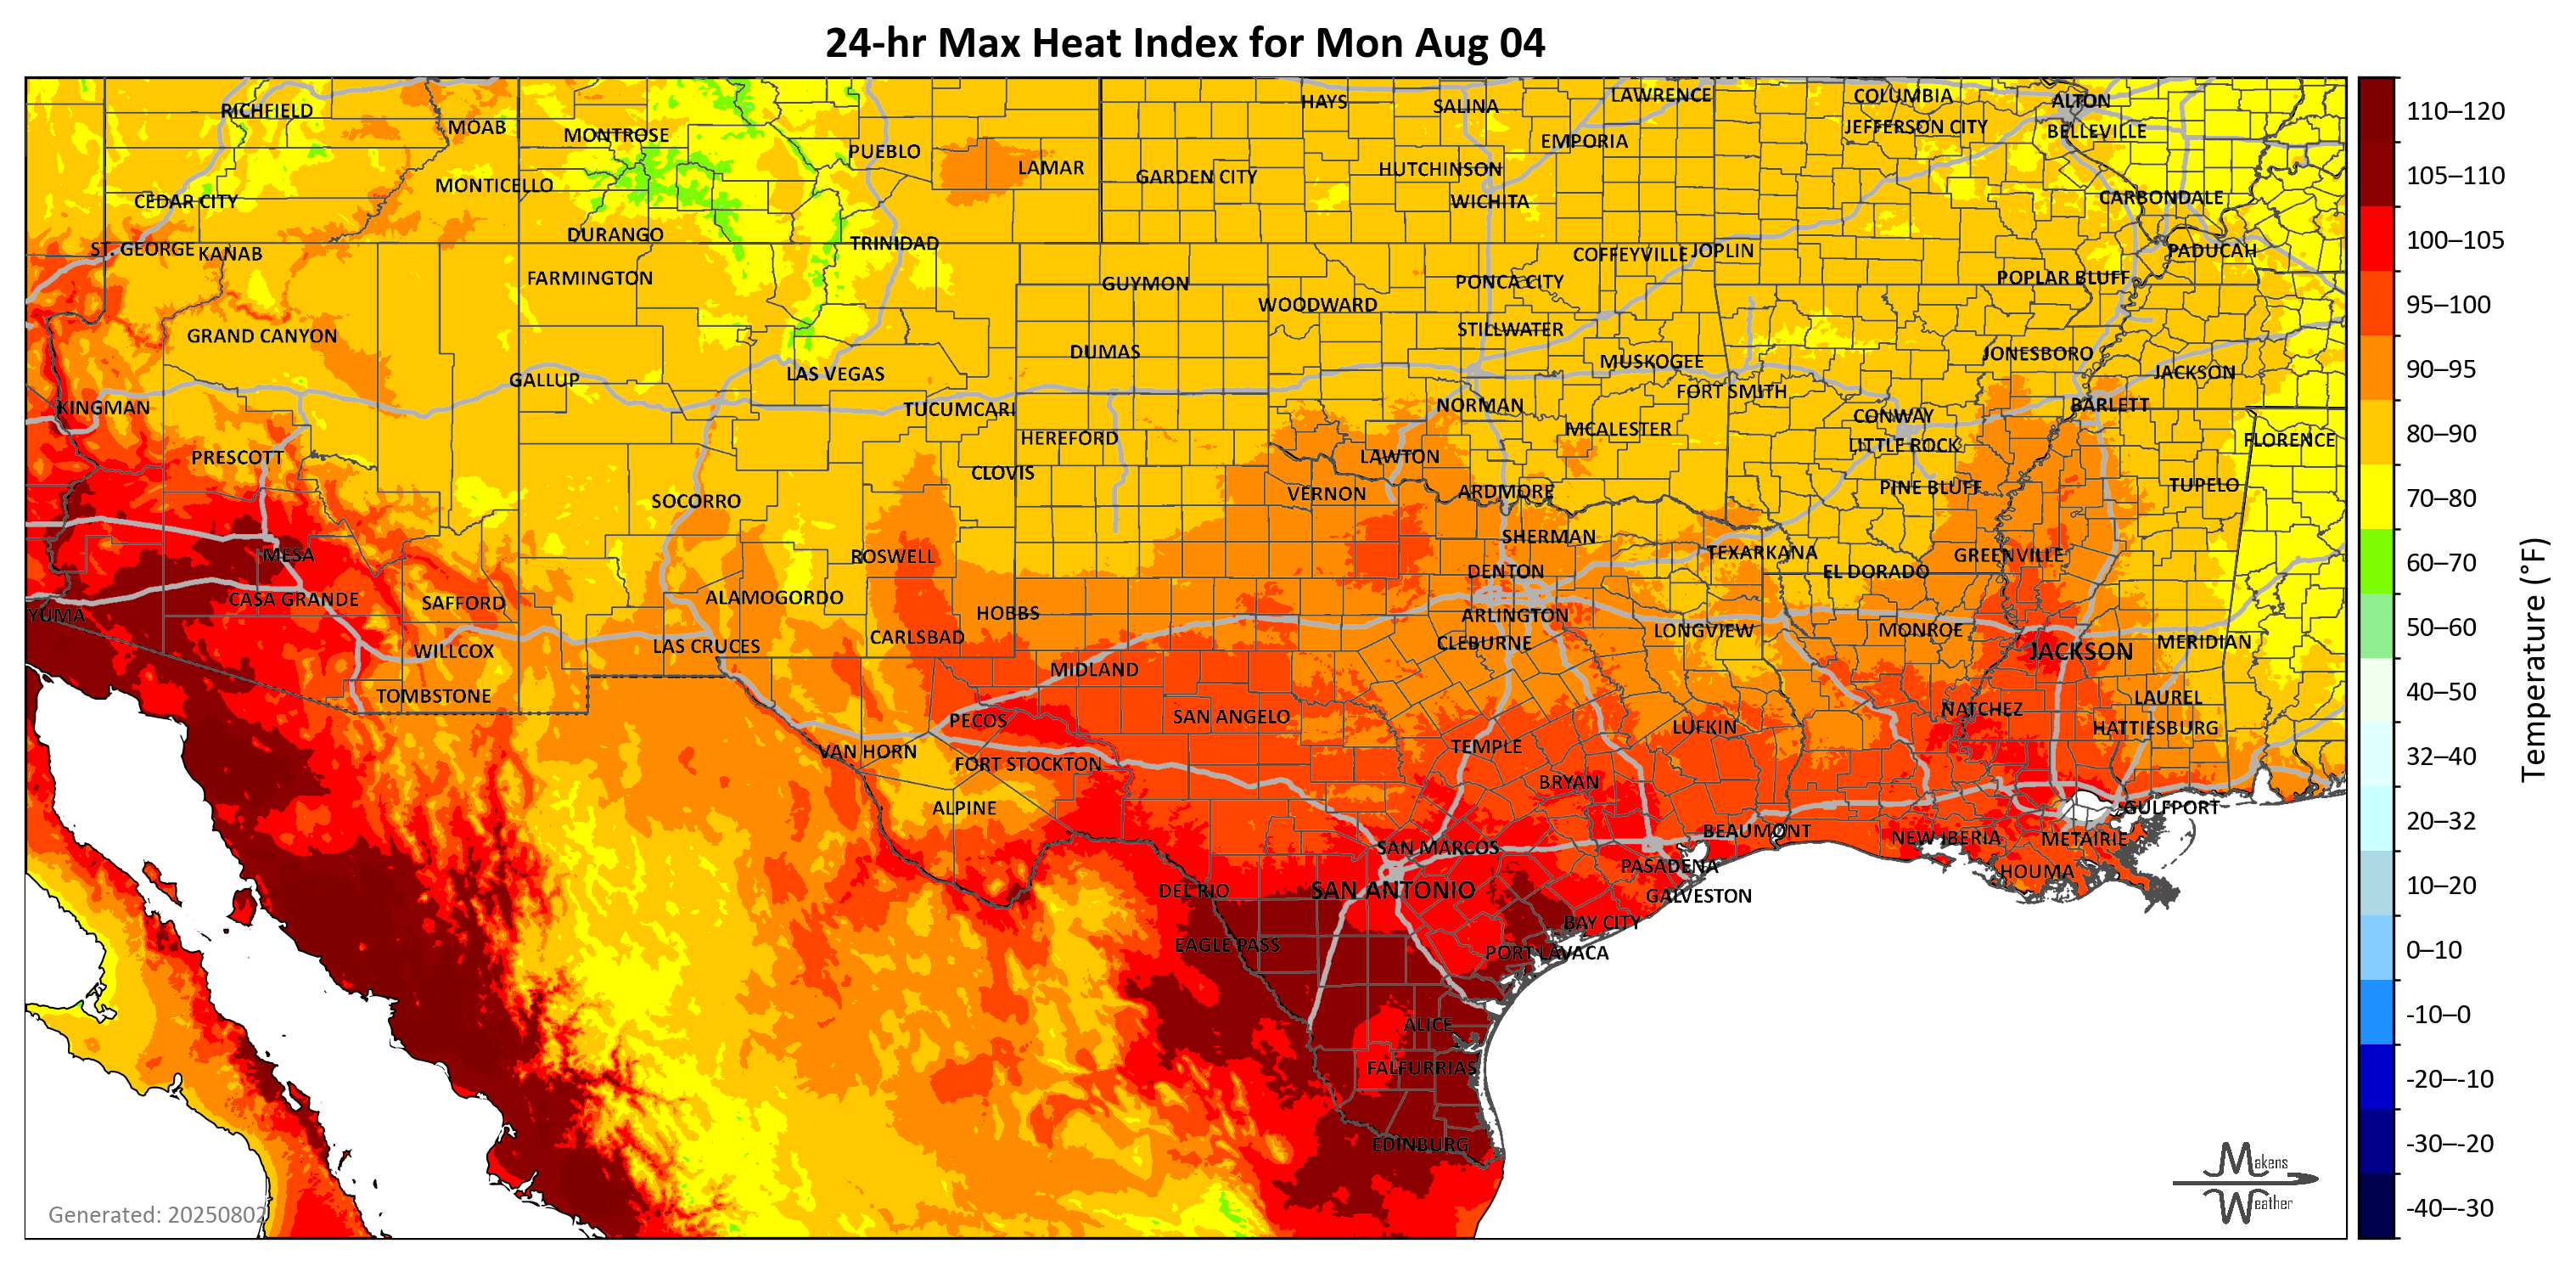 24-hr Max Heat Index for Mon Aug 04
RICHFIELD
MOAB
MONTROSE
PUEBLO
LAMAR
HAYS
SALINA
LAWRENCE
COLUMBIA
ALTON
JEFFERSON CITY
BELLEVILLE
EMPORIA
GARDEN CITY
HUTCHINSON
MONTICELLO
CEDAR CITY
WICHITA
CARBONDALE
DURANGO
TRINIDAD
ST. GEORGE
KANAB
COFFEYVILLE
JOPLIN
PADUCAH
FARMINGTON
GUYMON
PONCA CITY
POPLAR BLUFF
WOODWARD
GRAND CANYON
STILLWATER
DUMAS
MUSKOGEE
JONESBORO
GALLUP
LAS VEGAS
FORT SMITH
JACKSON
KINGMAN
TUCUMCARI
NORMAN
CONWAY
BARLETT
HEREFORD
MCALESTER
LITTLE ROCK
FLORENCE
PRESCOTT
CLOVIS
LAWTON
SOCORRO
VERNON
ARDMORE
PINE BLUFF
TUPELO
MESA
ROSWELL
SHERMAN
TEXARKANA
GREENVILLE
CASA GRANDE
SAFFORD
ALAMOGORDO
DENTON
EL DORADO
YUMA
HOBBS
ARLINGTON
WILLCOX
LAS CRUCES
CARLSBAD
CLEBURNE
LONGVIEW
MONROE
JACKSON
MERIDIAN
MIDLAND
TOMBSTONE
PECOS
SAN ANGELO
LUFKIN
NATCHEZ
LAUREL
HATTIESBURG
VAN HORN
FORT STOCKTON
TEMPLE
BRYAN
ALPINE
GULFPORT
SAN MARCOS
BEAUMONT
NEW IBERIA
METAIRIE
PASADENA
HOUMA
DEL RIO
SAN ANTONIO
GALVESTON
BAY CITY
EAGLE PASS
PORT LAVACA
ALICE
FALFURRIAS
EDINBURG
Generated: 20250802
Makens
Weather
110–120
105–110
100–105
95–100
90–95
80–90
70–80
60–70
50–60
40–50
32–40
20–32
10–20
0–10
-10–0
-20–-10
-30–-20
-40–-30
Temperature (°F)